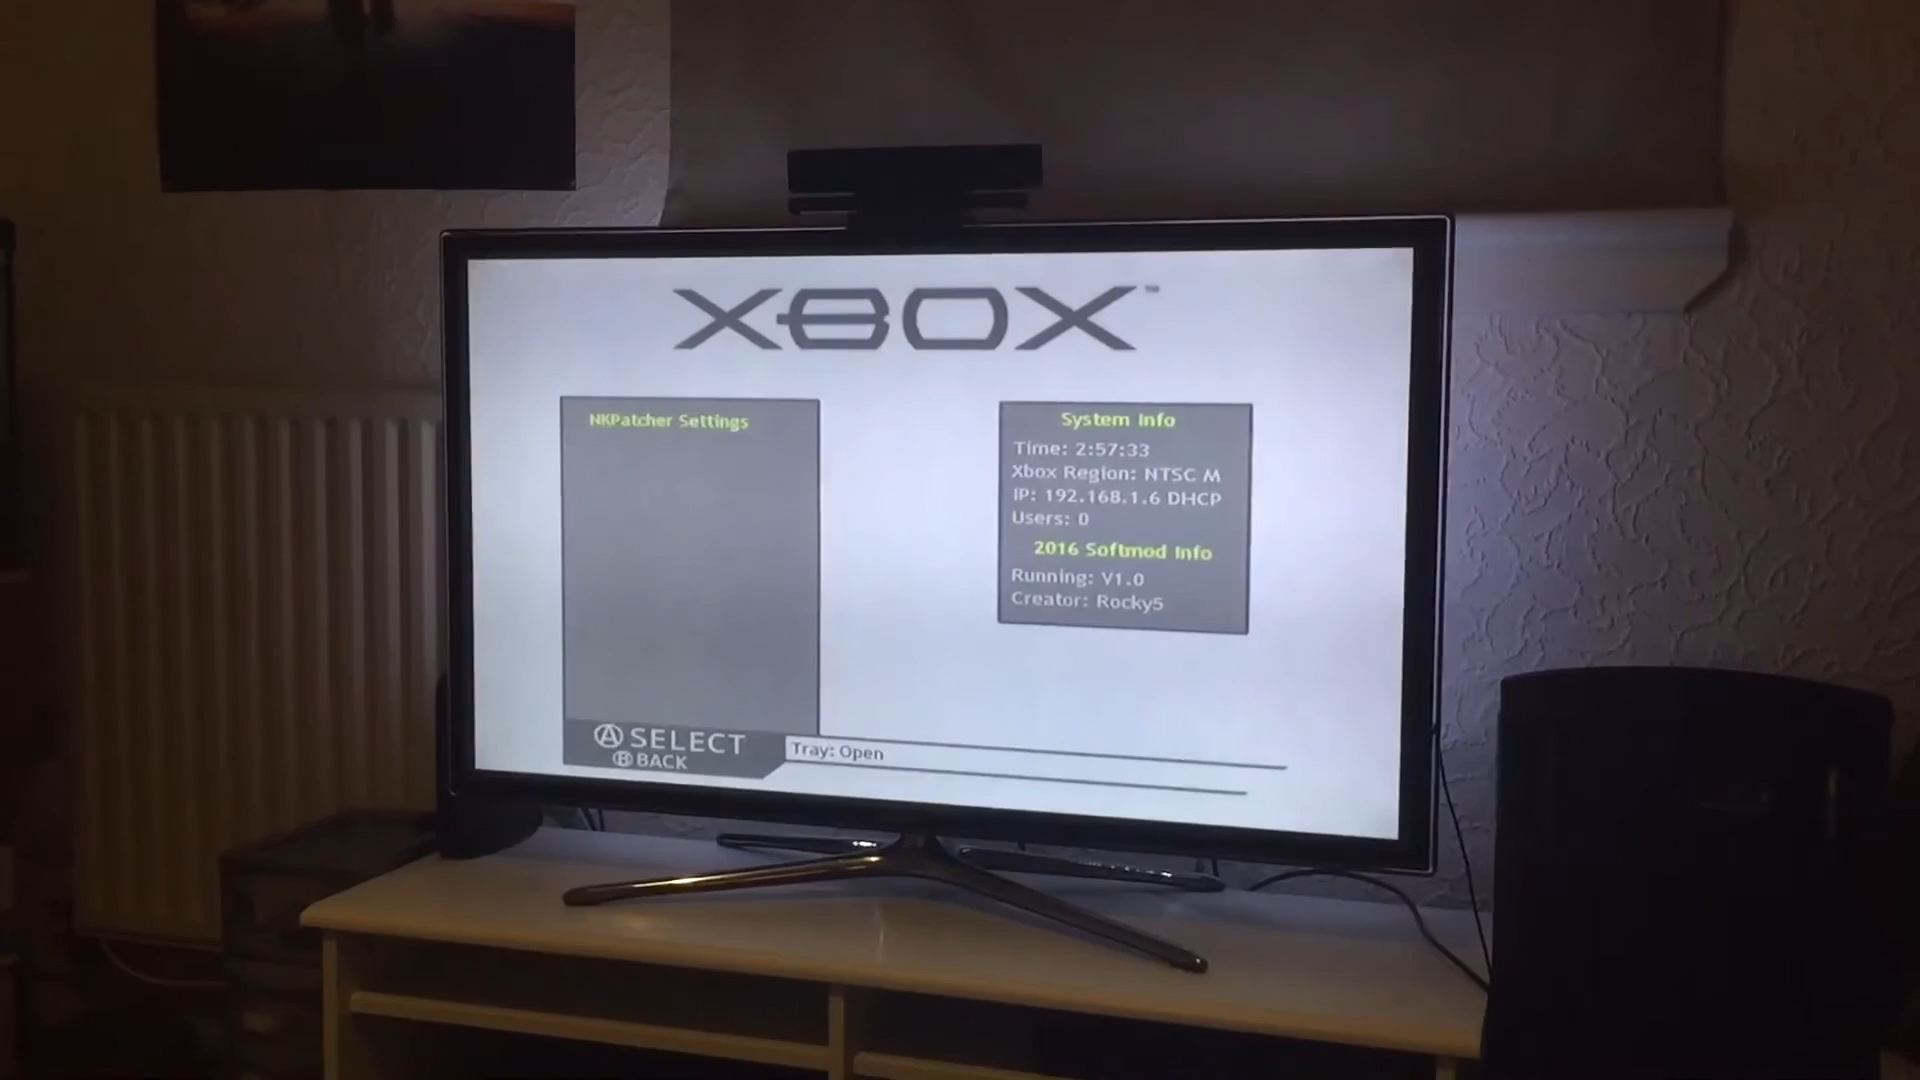 XBOX™
NKPatcher Settings
System Info
Time: 2:57:33
Xbox Region: NTSC M
IP: 192.168.1.6 DHCP
Users: 0
2016 Softmod Info
Running: V1.0
Creator: Rocky5
A SELECT
B BACK
Tray: Open